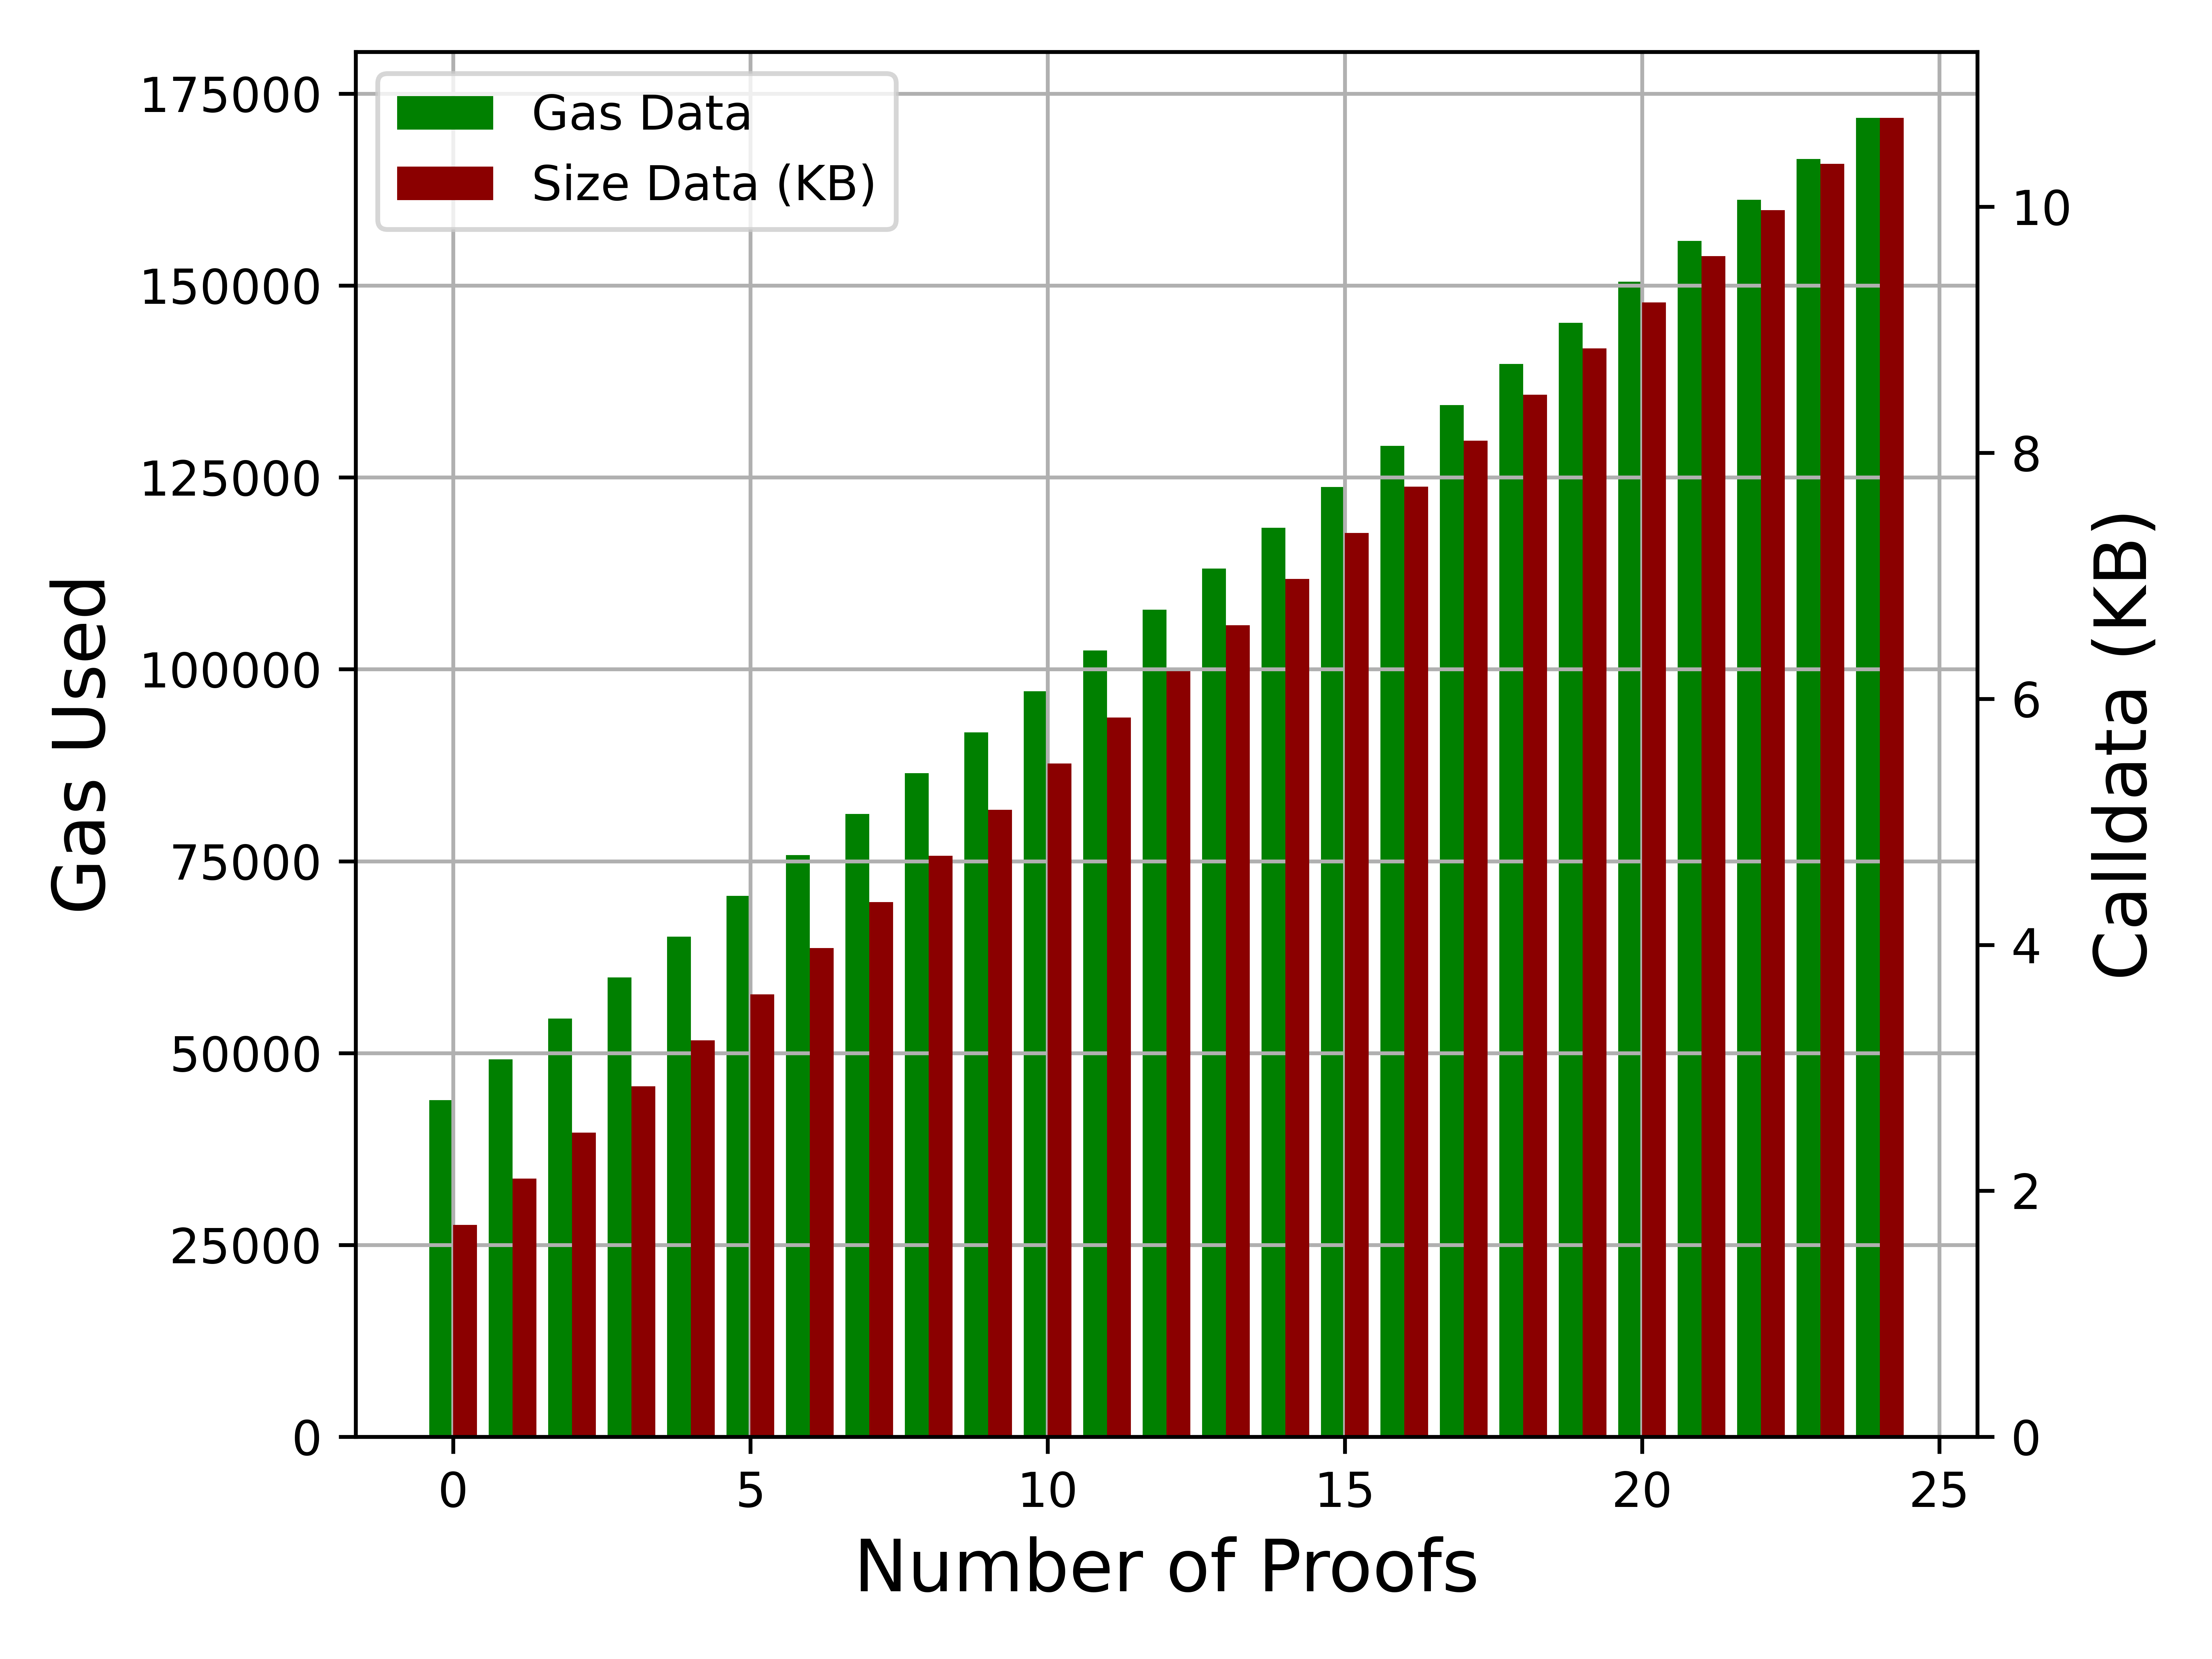 Gas Data
Size Data (KB)
175000
150000
125000
100000
75000
50000
25000
0
Gas Used
10
8
6
4
2
0
Calldata (KB)
0 5 10 15 20 25
Number of Proofs